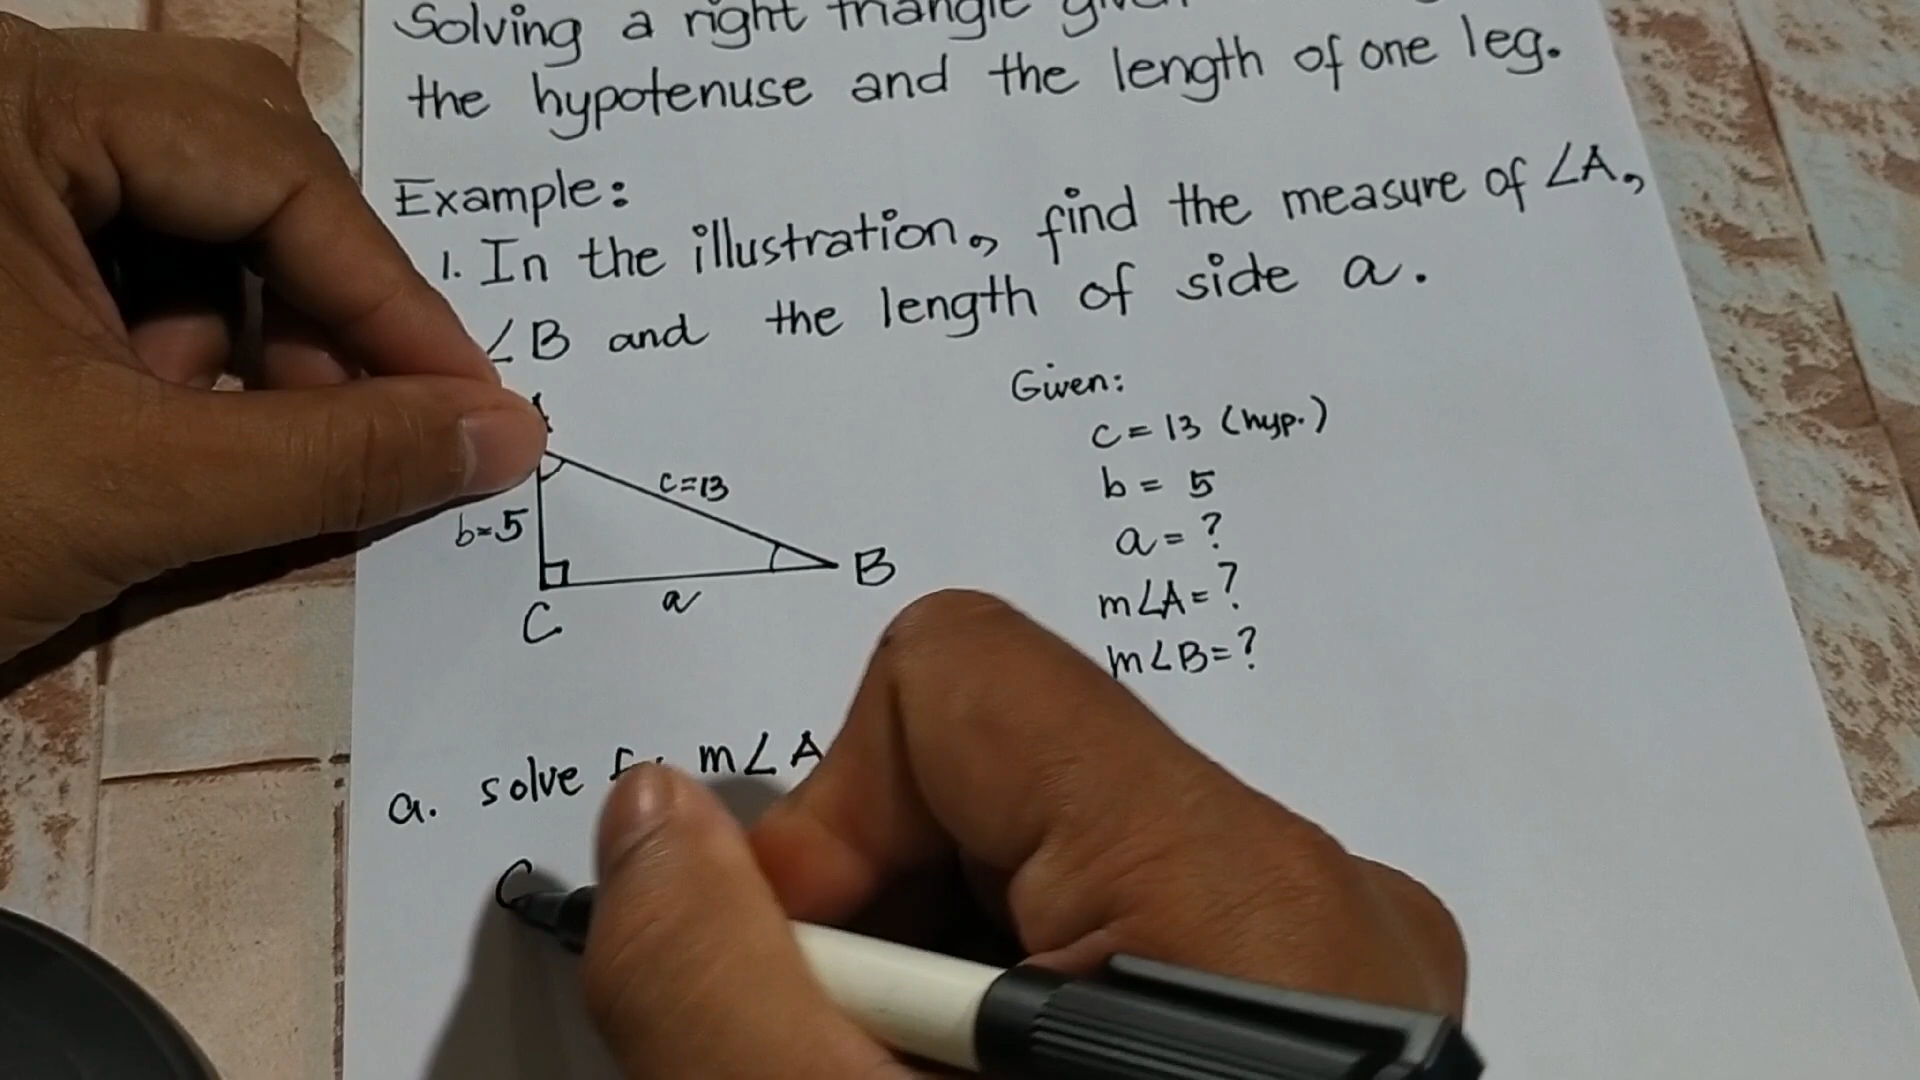 Solving a right triangle given
the hypotenuse and the length of one leg.
Example:
1. In the illustration, find the measure of ∠A,
∠B and the length of side a.
Given:
c = 13 (hyp.)
b = 5
a = ?
m∠A = ?
m∠B = ?
A
c=13
b=5
B
a
C
a. solve m∠A
C